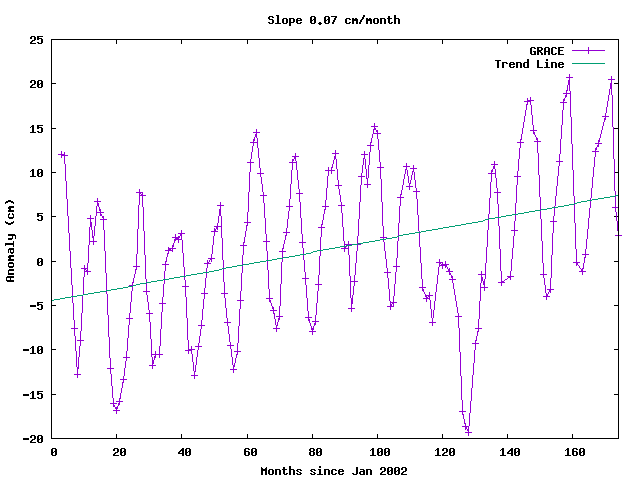 Slope 0.07 cm/month
GRACE
Trend Line
Anomaly (cm)
25
20
15
10
5
0
-5
-10
-15
-20
0 20 40 60 80 100 120 140 160
Months since Jan 2002